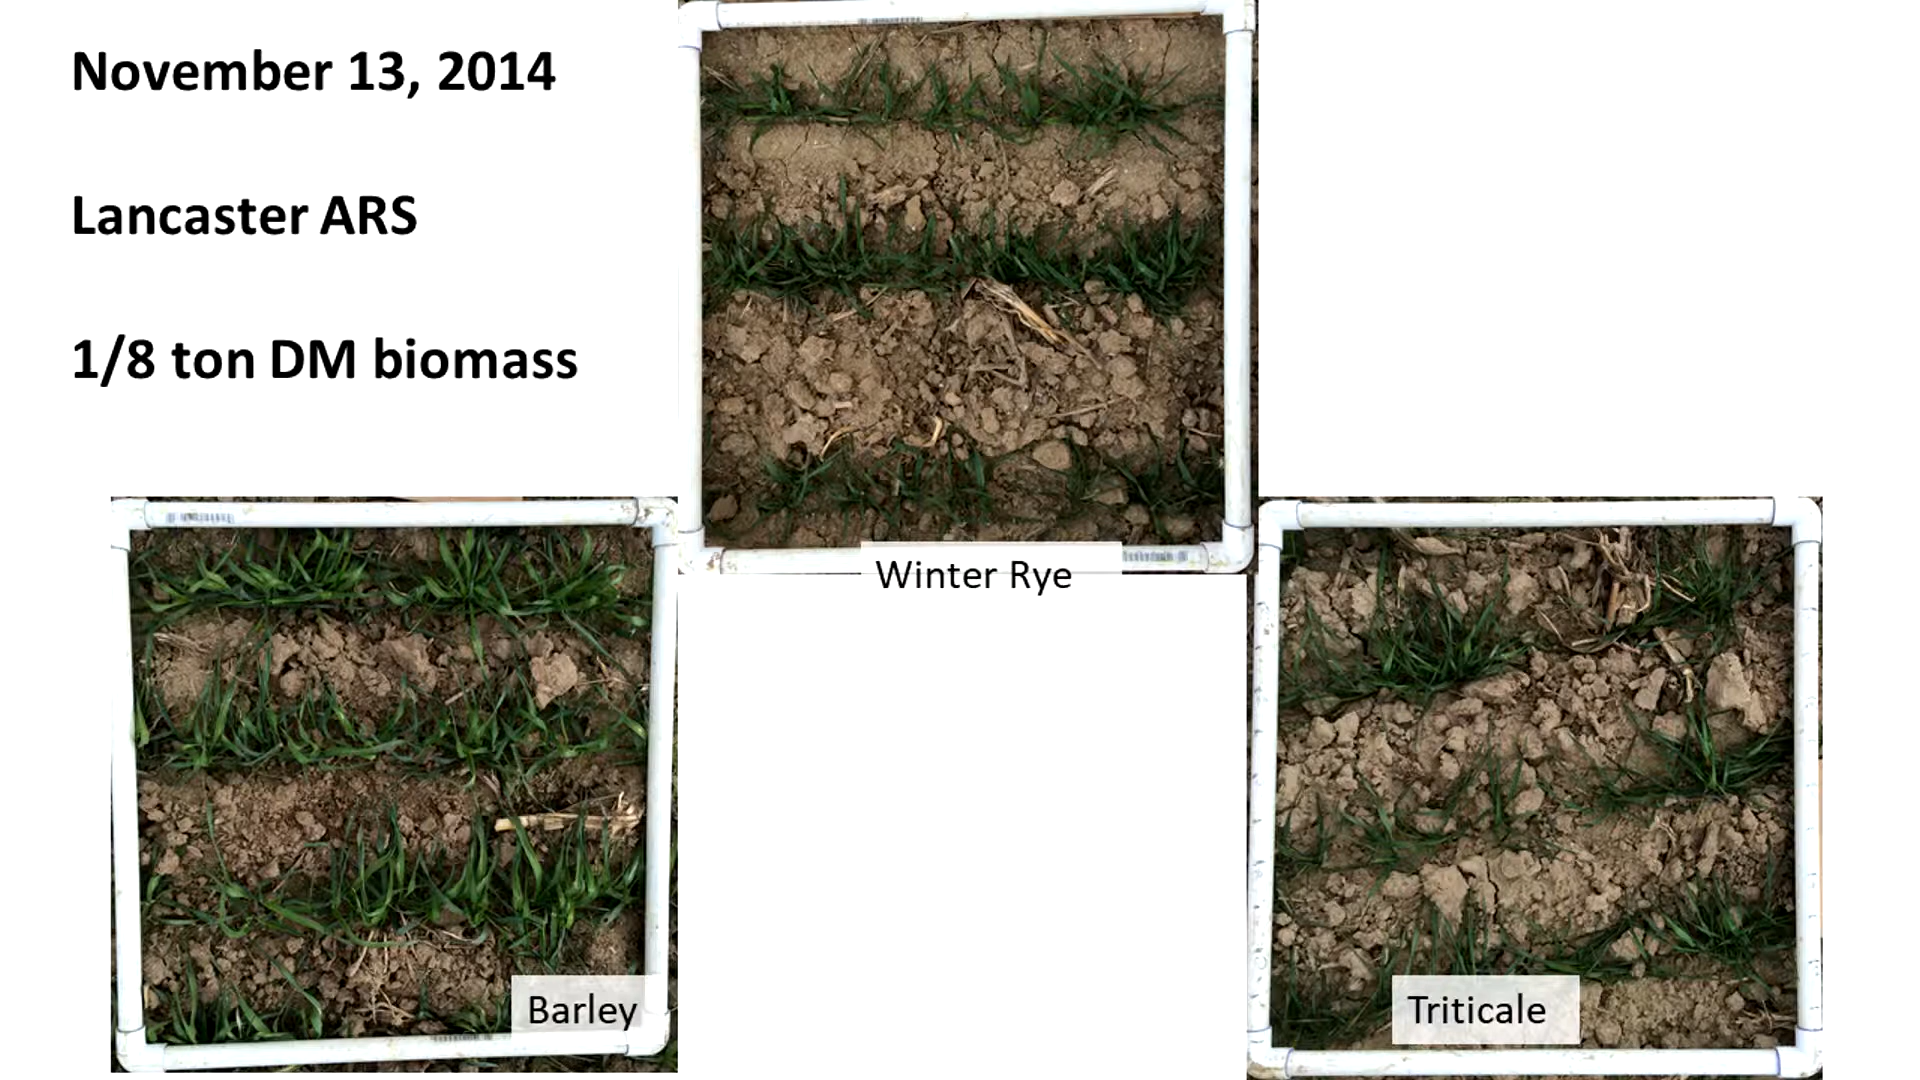 November 13, 2014
Lancaster ARS
1/8 ton DM biomass
Winter Rye
Barley
Triticale